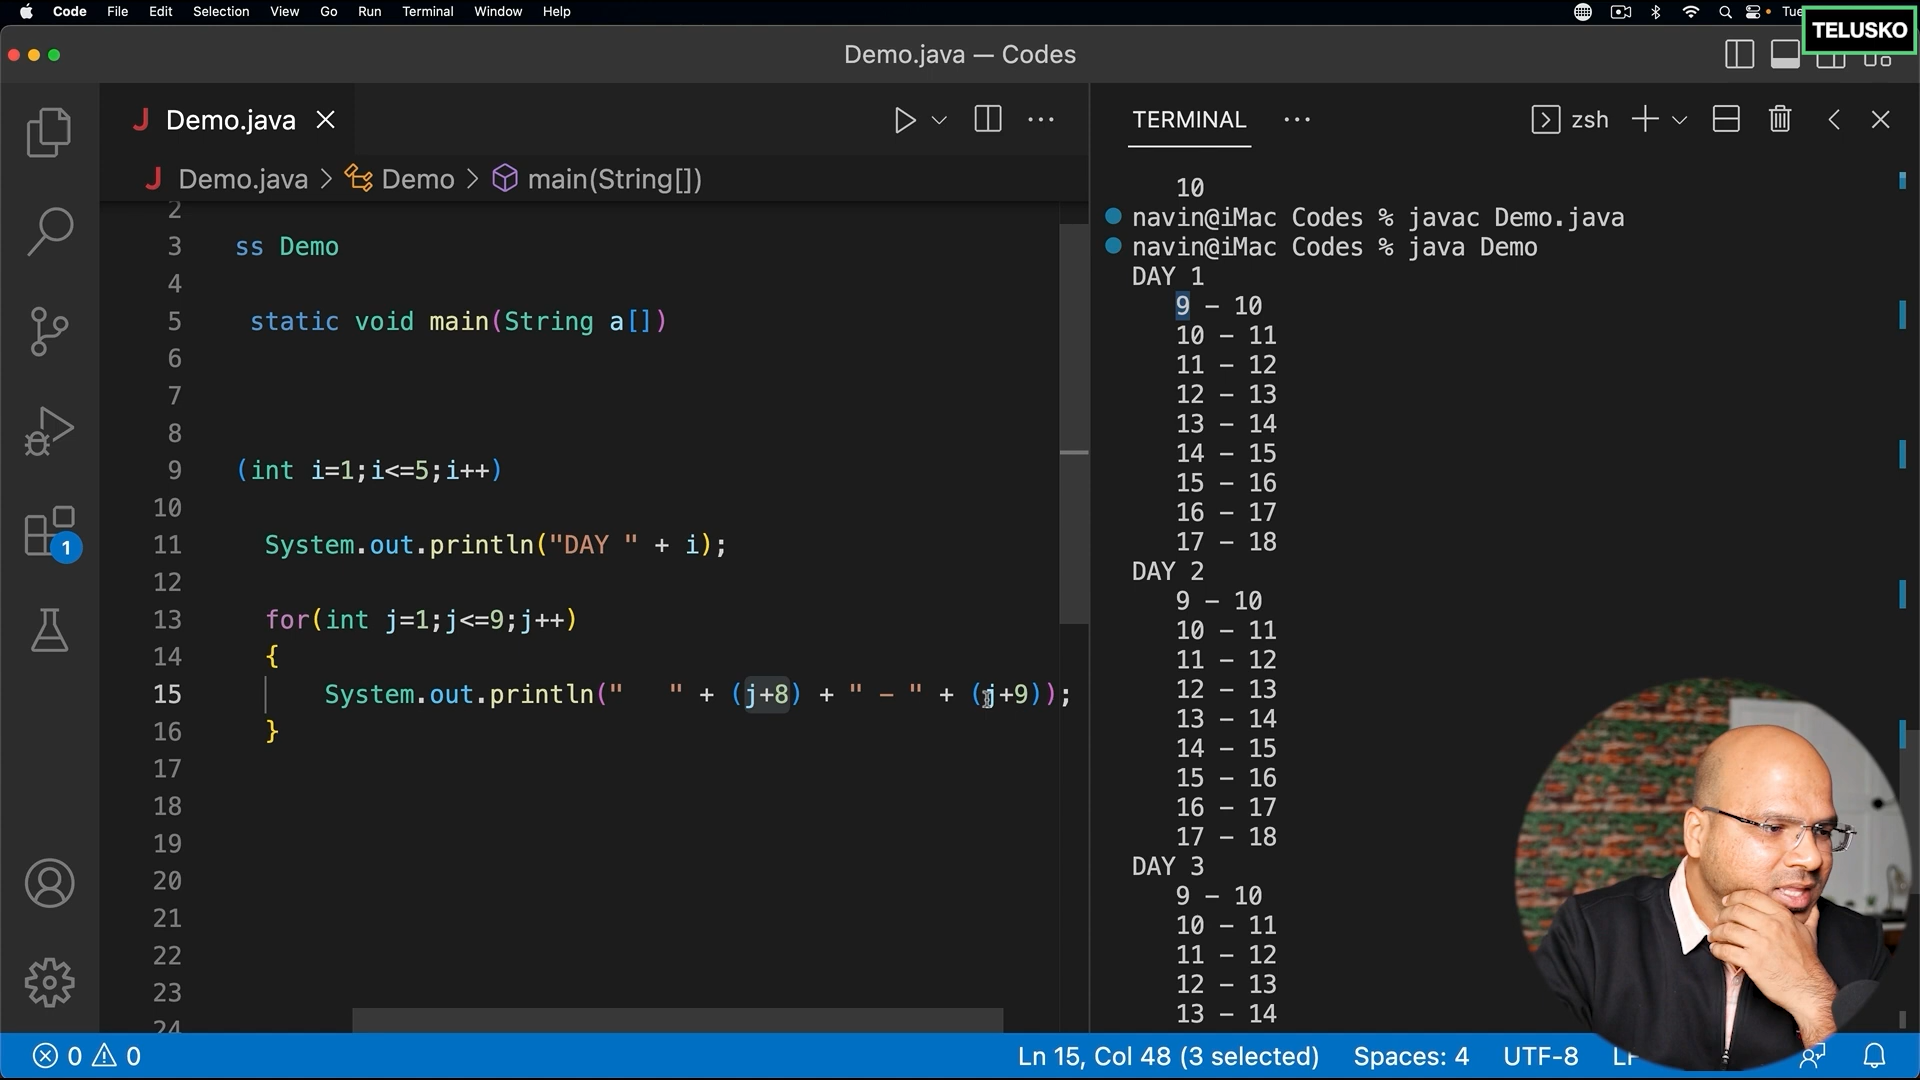 Code File Edit Selection View Go Run Terminal Window Help
Tue
TELUSKO
Demo.java — Codes
J Demo.java
J Demo.java > Demo > main(String[])
2
3 ss Demo
4
5 static void main(String a[])
6
7
8
9 (int i=1;i<=5;i++)
10
11 System.out.println("DAY " + i);
12
13 for(int j=1;j<=9;j++)
14 {
15 System.out.println("   " + (j+8) + " - " + (j+9));
16 }
17
18
19
20
21
22
23
24
1
TERMINAL
zsh
10
navin@iMac Codes % javac Demo.java
navin@iMac Codes % java Demo
DAY 1
9 - 10
10 - 11
11 - 12
12 - 13
13 - 14
14 - 15
15 - 16
16 - 17
17 - 18
DAY 2
9 - 10
10 - 11
11 - 12
12 - 13
13 - 14
14 - 15
15 - 16
16 - 17
17 - 18
DAY 3
9 - 10
10 - 11
11 - 12
12 - 13
13 - 14
0 0
Ln 15, Col 48 (3 selected) Spaces: 4 UTF-8